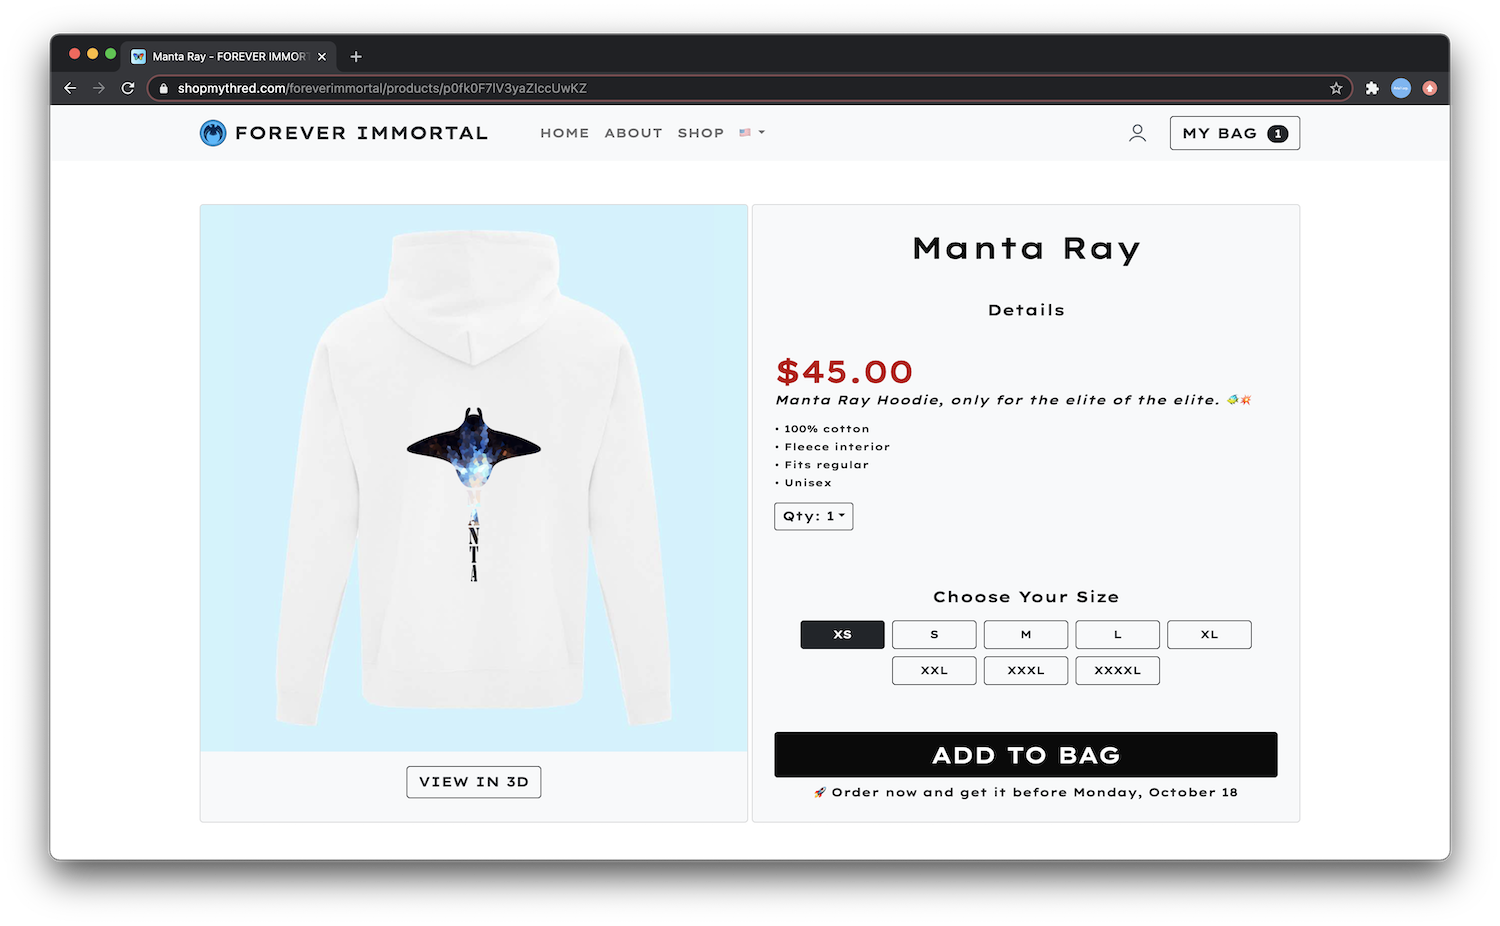 Manta Ray - FOREVER IMMOR
shopmythred.com/foreverimmortal/products/p0fk0F7lV3yaZIccUwKZ
FOREVER IMMORTAL
HOME ABOUT SHOP
MY BAG 1
MANTA
VIEW IN 3D
Manta Ray
Details
$45.00
Manta Ray Hoodie, only for the elite of the elite. 🐠💥
• 100% cotton
• Fleece interior
• Fits regular
• Unisex
Qty: 1
Choose Your Size
XS S M L XL
XXL XXXL XXXXL
ADD TO BAG
🚀 Order now and get it before Monday, October 18